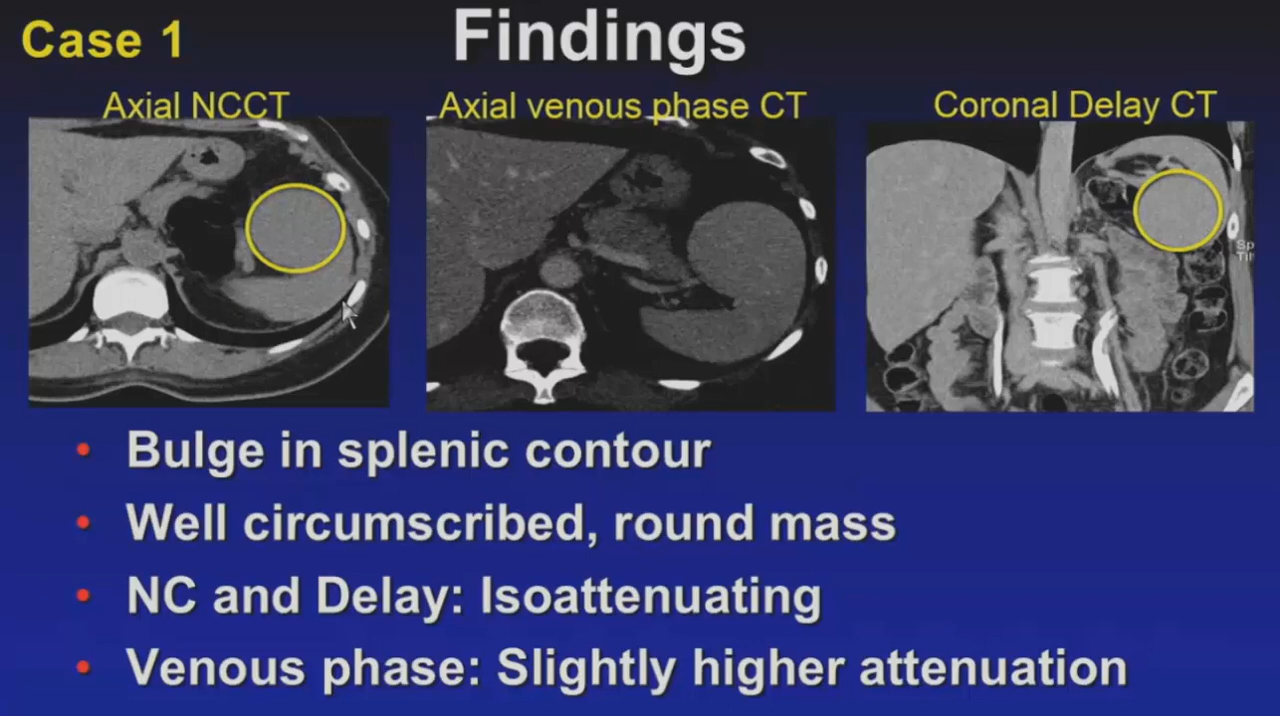 Case 1
Findings
Axial NCCT
Axial venous phase CT
Coronal Delay CT
Sp
• Bulge in splenic contour
• Well circumscribed, round mass
• NC and Delay: Isoattenuating
• Venous phase: Slightly higher attenuation